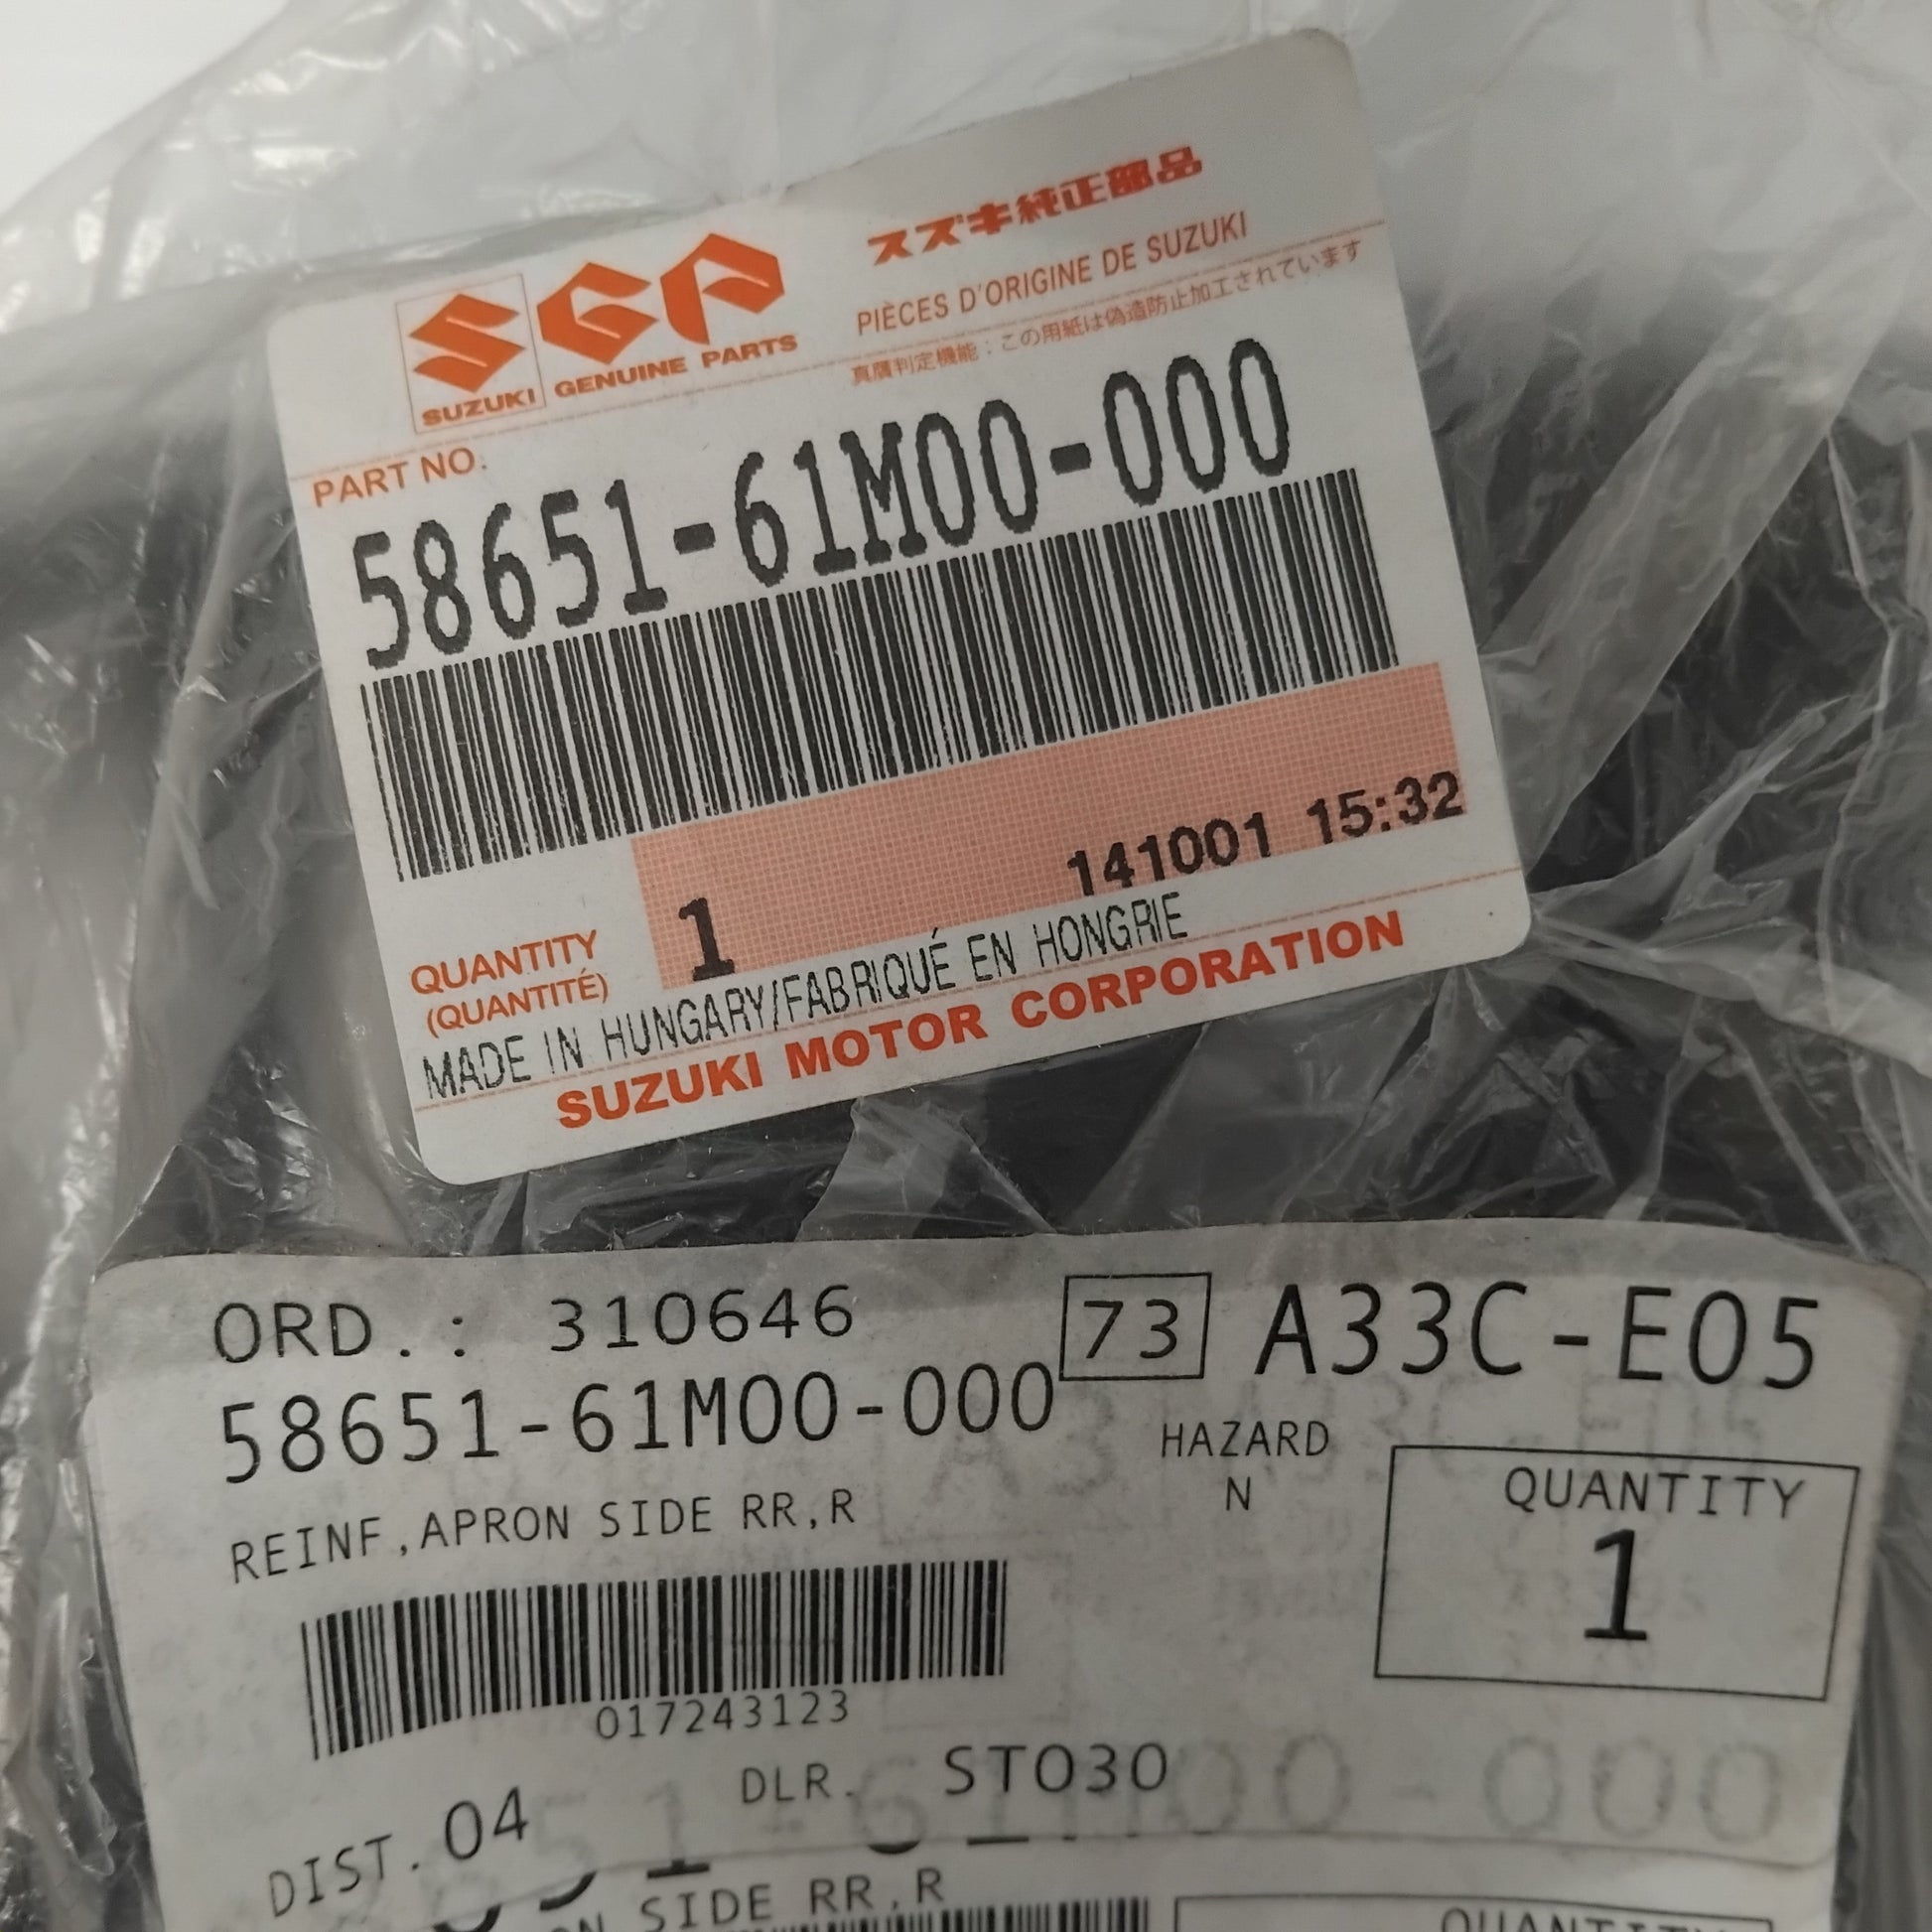 スズキ純正部品
SGP
SUZUKI GENUINE PARTS
PIÈCES D'ORIGINE DE SUZUKI
真贋判定機能：この用紙は偽造防止加工されています
PART NO.
58651-61M00-000
141001 15:32
QUANTITY 1
(QUANTITÉ)
MADE IN HUNGARY/FABRIQUÉ EN HONGRIE
SUZUKI MOTOR CORPORATION
ORD.: 310646 73 A33C-E05
58651-61M00-000
HAZARD
N
REINF,APRON SIDE RR,R
QUANTITY
1
017243123
DLR. ST030
DIST. 04
SIDE RR,R
QUANTITY